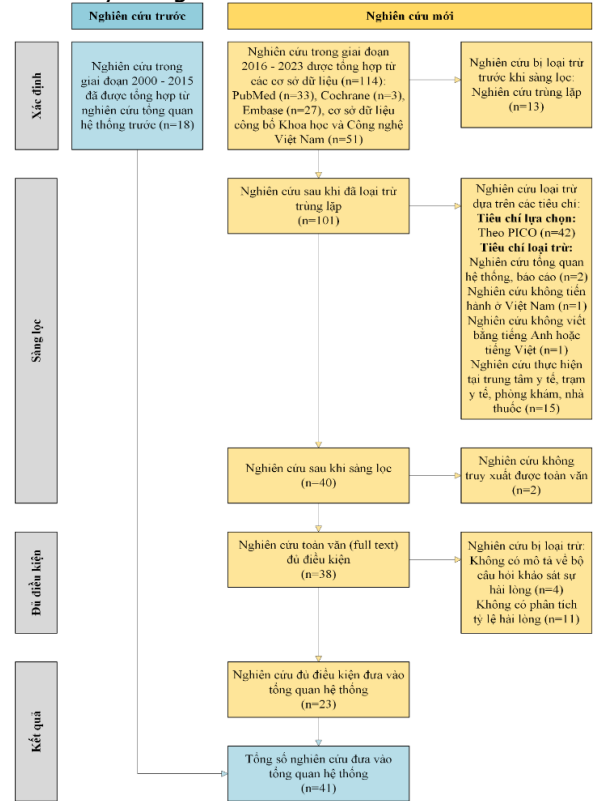 Nghiên cứu trước
Nghiên cứu mới
Xác định
Nghiên cứu trong
giai đoạn 2000 - 2015
đã được tổng hợp từ
nghiên cứu tổng quan
hệ thống trước (n=18)
Nghiên cứu trong giai đoạn
2016 - 2023 được tổng hợp từ
các cơ sở dữ liệu (n=114):
PubMed (n=33), Cochrane (n=3),
Embase (n=27), cơ sở dữ liệu
công bố Khoa học và Công nghệ
Việt Nam (n=51)
Nghiên cứu bị loại trừ
trước khi sàng lọc:
Nghiên cứu trùng lặp
(n=13)
Sàng lọc
Nghiên cứu sau khi đã loại trừ
trùng lặp
(n=101)
Nghiên cứu loại trừ
dựa trên các tiêu chí:
Tiêu chí lựa chọn:
Theo PICO (n=42)
Tiêu chí loại trừ:
Nghiên cứu tổng quan
hệ thống, báo cáo (n=2)
Nghiên cứu không tiến
hành ở Việt Nam (n=1)
Nghiên cứu không viết
bằng tiếng Anh hoặc
tiếng Việt (n=1)
Nghiên cứu thực hiện
tại trung tâm y tế, trạm
y tế, phòng khám, nhà
thuốc (n=15)
Nghiên cứu sau khi sàng lọc
(n=40)
Nghiên cứu không
truy xuất được toàn văn
(n=2)
Đủ điều kiện
Nghiên cứu toàn văn (full text)
đủ điều kiện
(n=38)
Nghiên cứu bị loại trừ:
Không có mô tả về bộ
câu hỏi khảo sát sự
hài lòng (n=4)
Không có phân tích
tỷ lệ hài lòng (n=11)
Kết quả
Nghiên cứu đủ điều kiện đưa vào
tổng quan hệ thống
(n=23)
Tổng số nghiên cứu đưa vào
tổng quan hệ thống
(n=41)